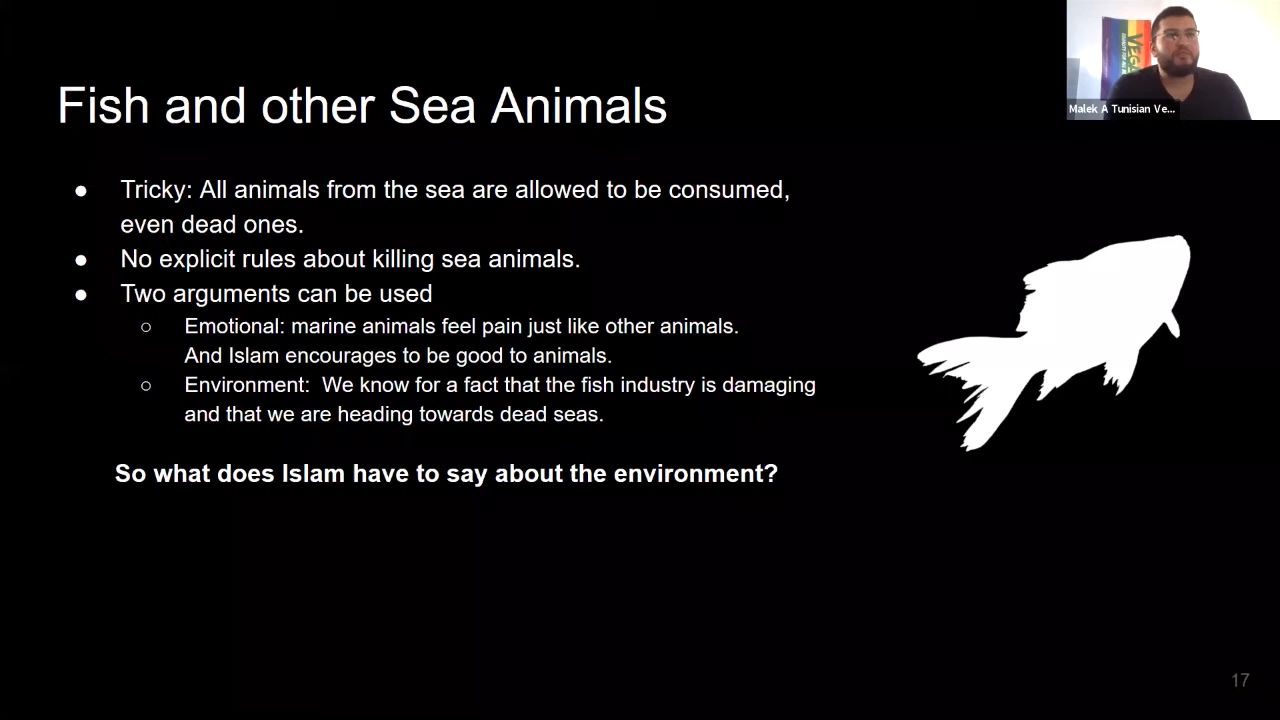 Fish and other Sea Animals
● Tricky: All animals from the sea are allowed to be consumed,
even dead ones.
● No explicit rules about killing sea animals.
● Two arguments can be used
○ Emotional: marine animals feel pain just like other animals.
And Islam encourages to be good to animals.
○ Environment: We know for a fact that the fish industry is damaging
and that we are heading towards dead seas.
So what does Islam have to say about the environment?
Malek A Tunisian Ve...
17